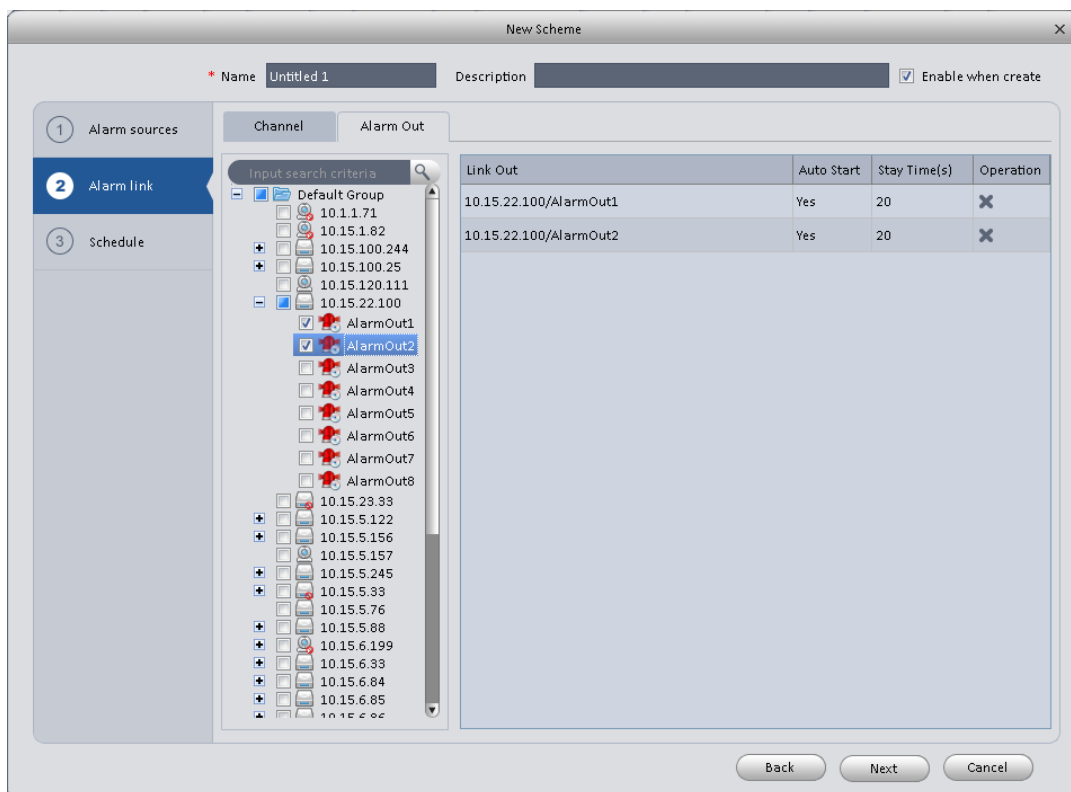 New Scheme
* Name Untitled 1 Description Enable when create
1 Alarm sources
2 Alarm link
3 Schedule
Channel Alarm Out
Input search criteria
Default Group
10.1.1.71
10.15.1.82
10.15.100.244
10.15.100.25
10.15.120.111
10.15.22.100
AlarmOut1
AlarmOut2
AlarmOut3
AlarmOut4
AlarmOut5
AlarmOut6
AlarmOut7
AlarmOut8
10.15.23.33
10.15.5.122
10.15.5.156
10.15.5.157
10.15.5.245
10.15.5.33
10.15.5.76
10.15.5.88
10.15.6.199
10.15.6.33
10.15.6.84
10.15.6.85
Link Out Auto Start Stay Time(s) Operation
10.15.22.100/AlarmOut1 Yes 20
10.15.22.100/AlarmOut2 Yes 20
Back Next Cancel